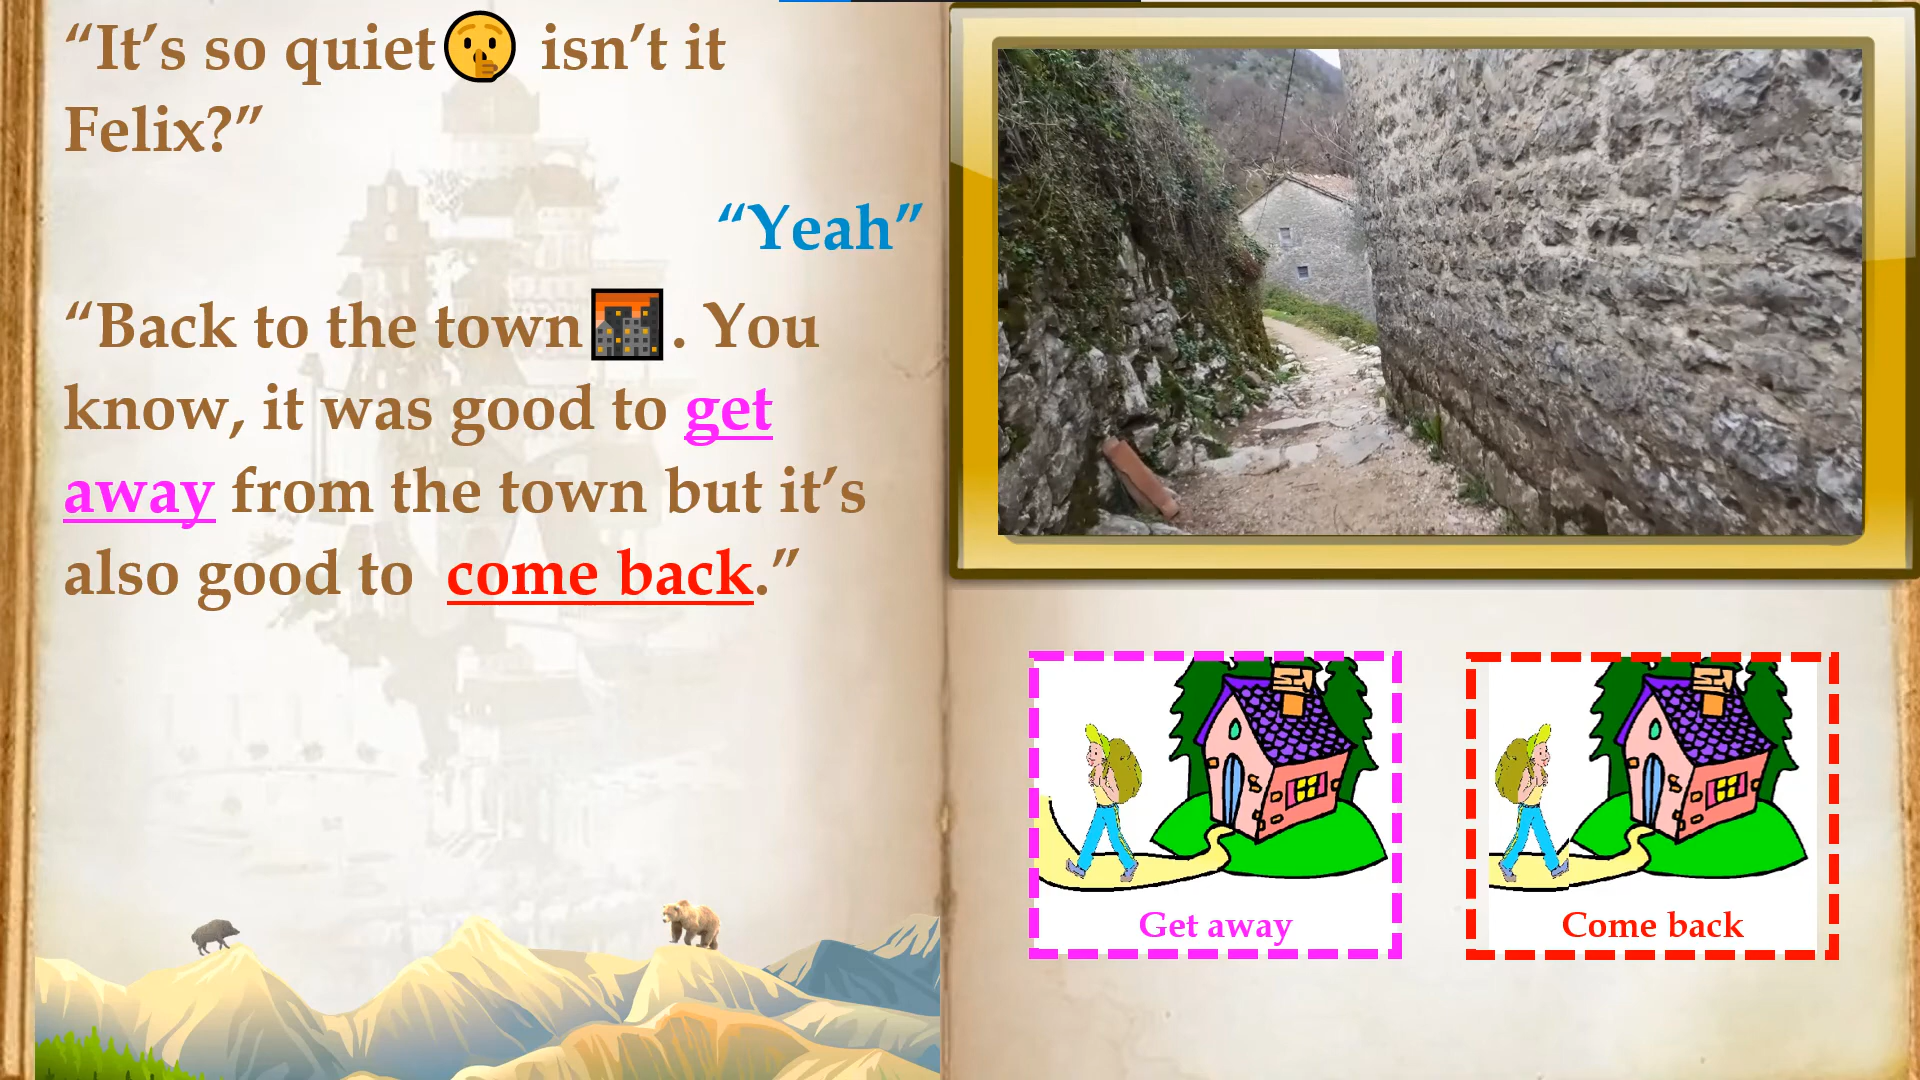 “It’s so quiet🤫 isn’t it
Felix?”
“Yeah”
“Back to the town🌆. You
know, it was good to get
away from the town but it’s
also good to come back.”
Get away
Come back